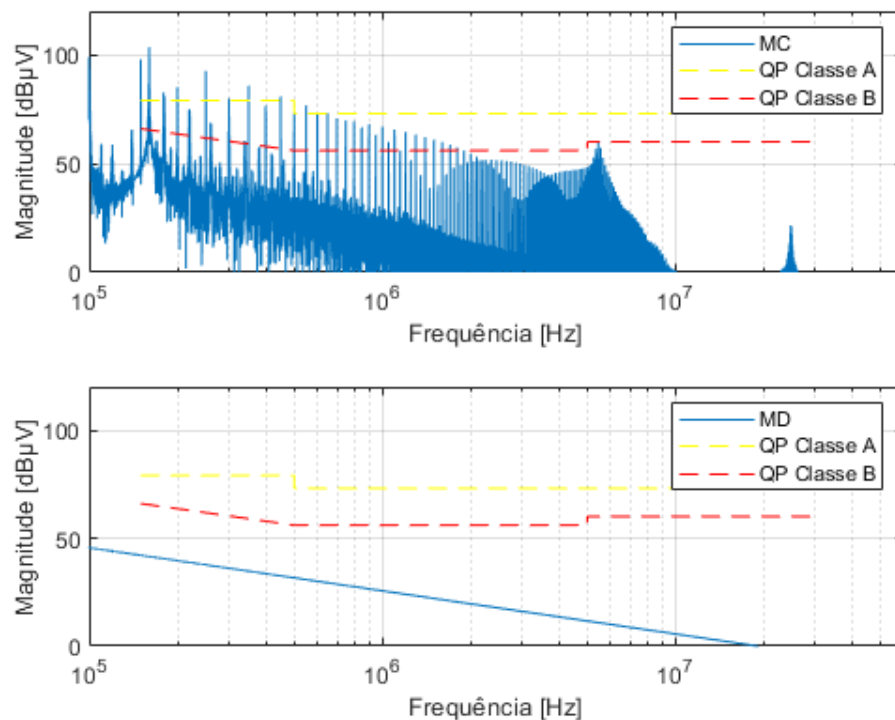 Magnitude [dBµV]
100
50
0
MC
QP Classe A
QP Classe B
10^5
10^6
10^7
Frequência [Hz]
Magnitude [dBµV]
100
50
0
MD
QP Classe A
QP Classe B
10^5
10^6
10^7
Frequência [Hz]